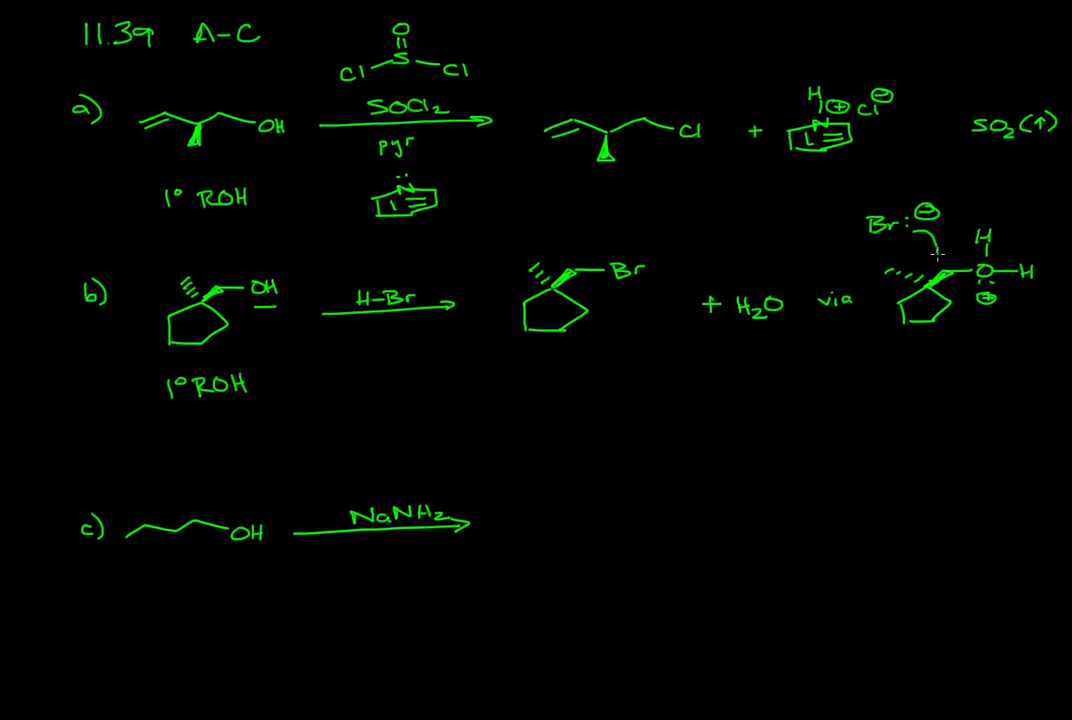 11.39 A-C
O
Cl S Cl
a) OH SOCl2 Cl + H N ⊕ Cl ⊖ SO2(↑)
pyr
1° ROH N
Br: ⊖
H
b) OH H-Br Br + H2O via O-H ⊕
1° ROH
c) OH NaNH2